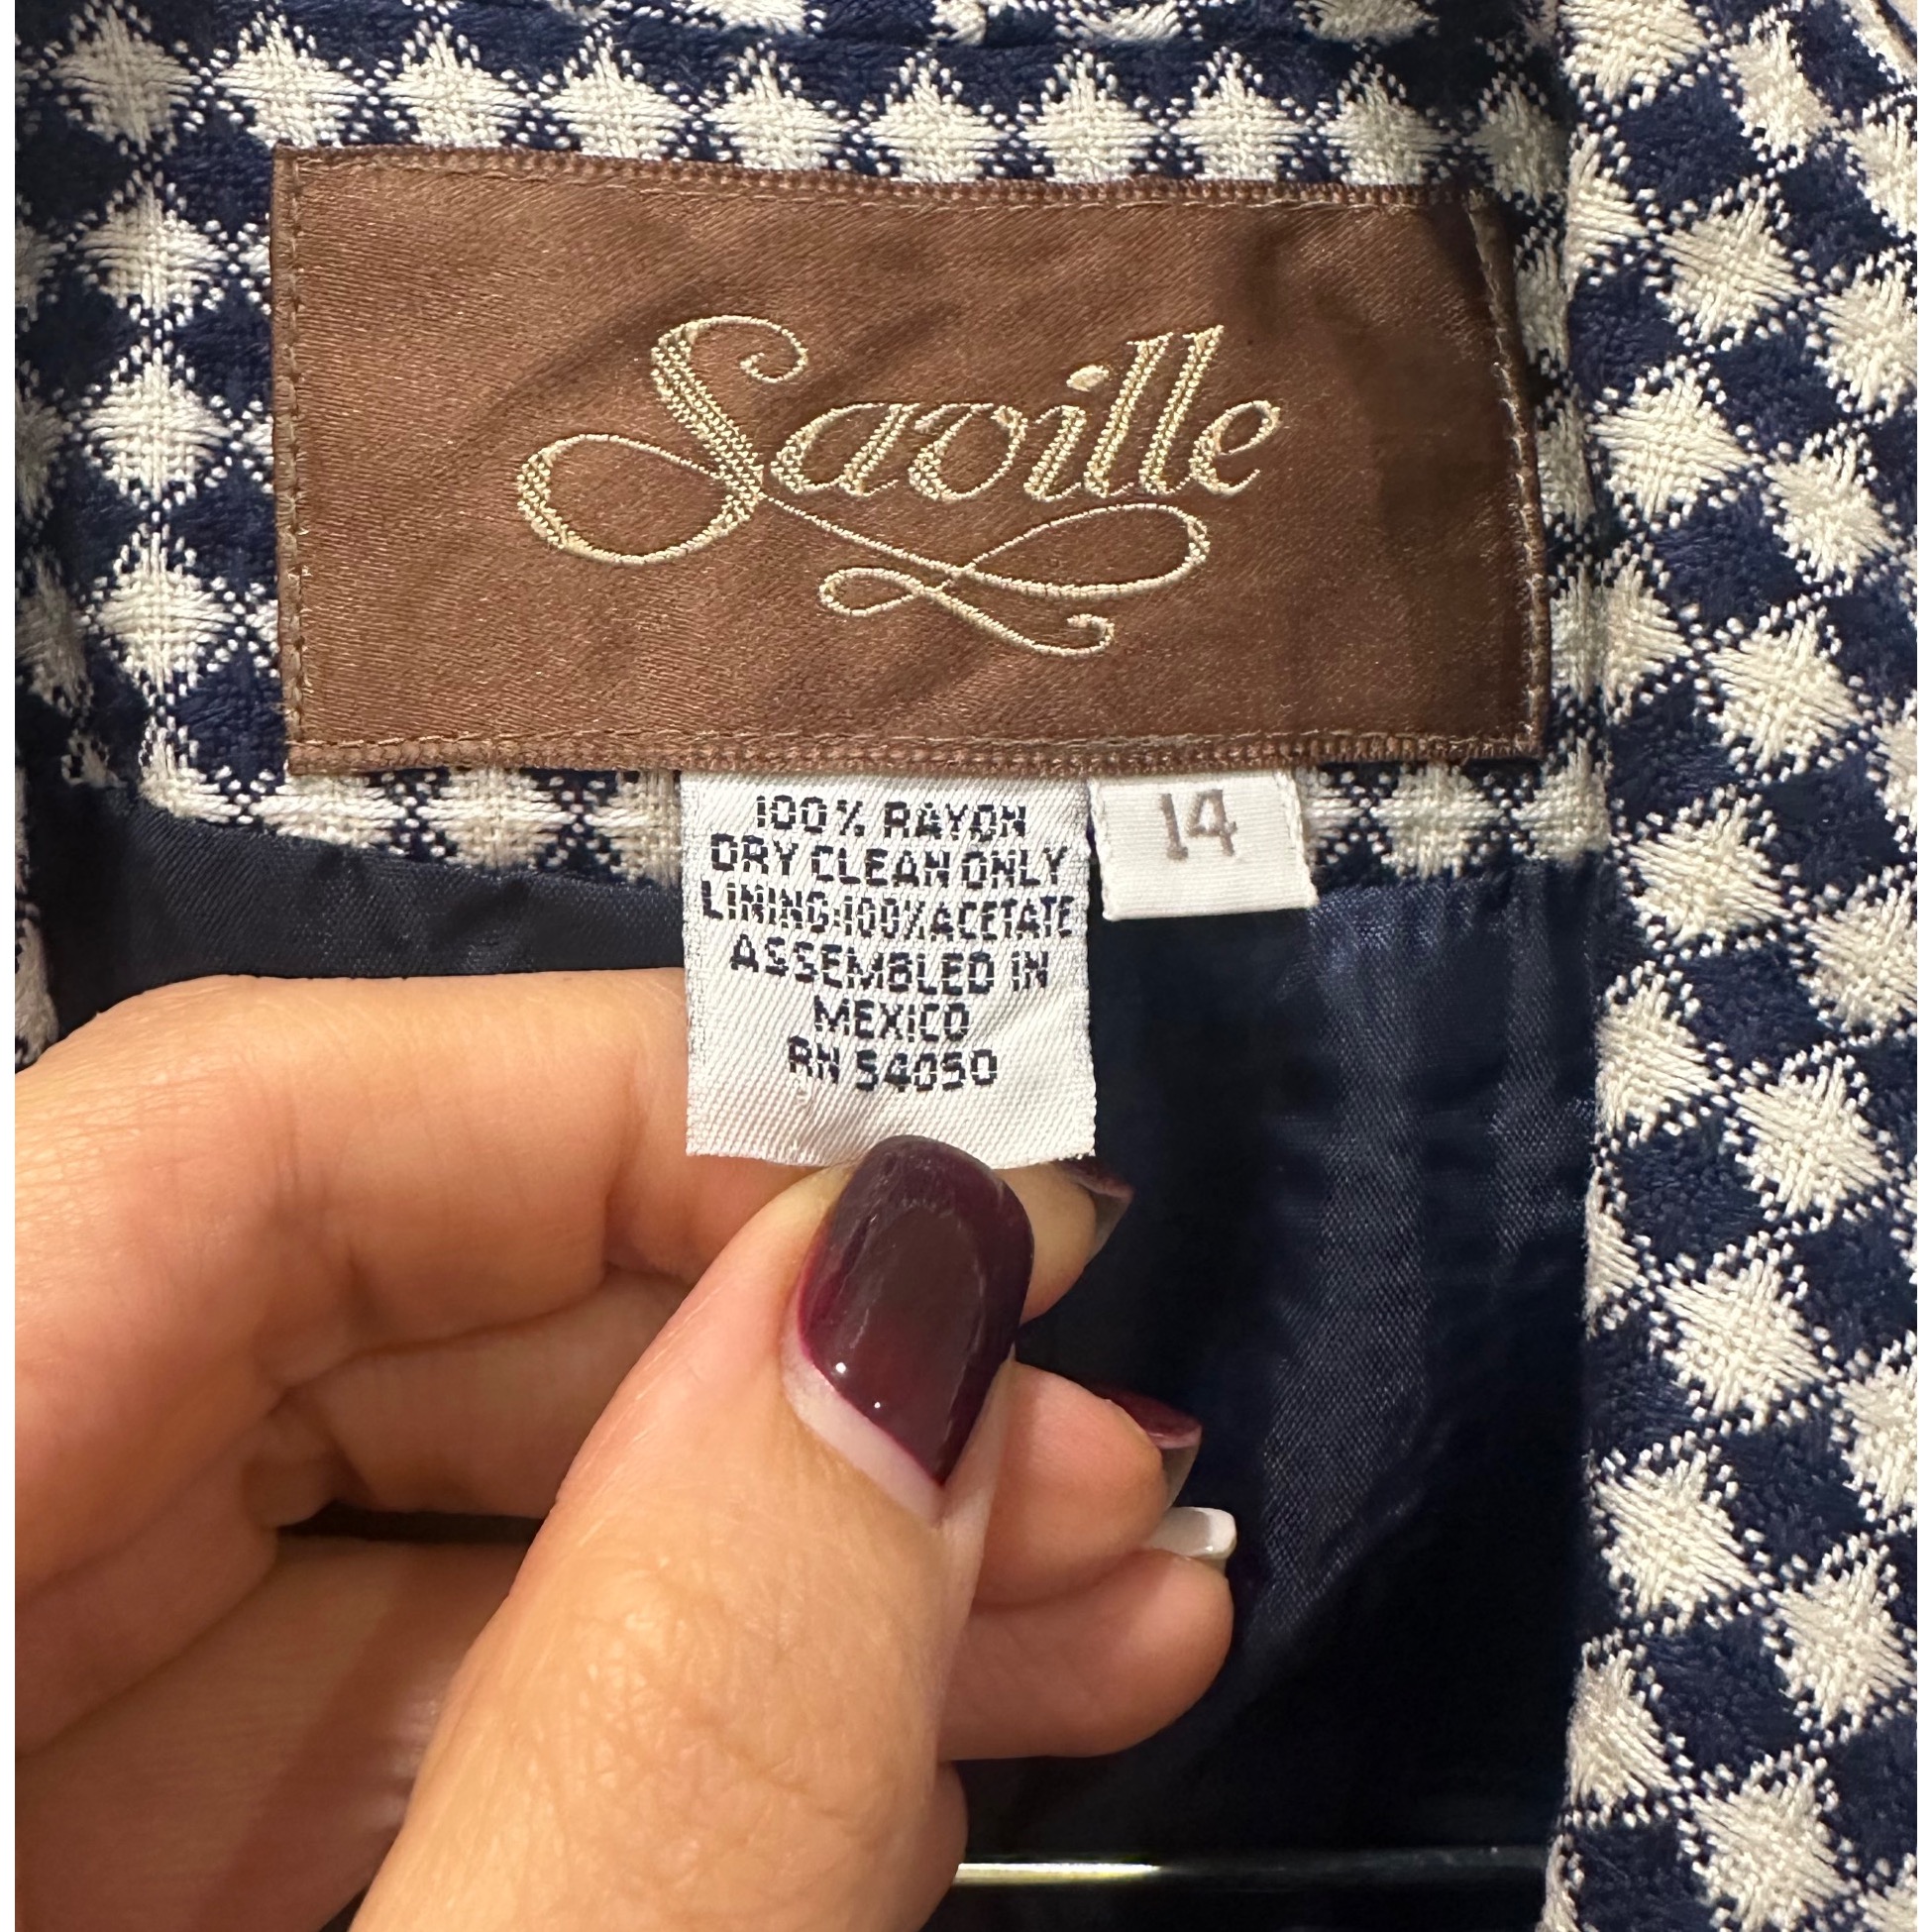 Saville
100% RAYON
DRY CLEAN ONLY
LINING:100%ACETATE
ASSEMBLED IN
MEXICO
RN 54050
14